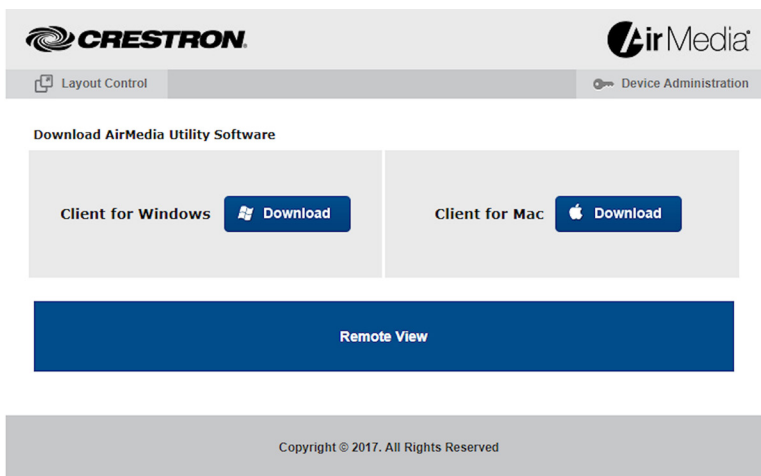 CRESTRON.
AirMedia
Layout Control
Device Administration
Download AirMedia Utility Software
Client for Windows
Download
Client for Mac
Download
Remote View
Copyright © 2017. All Rights Reserved